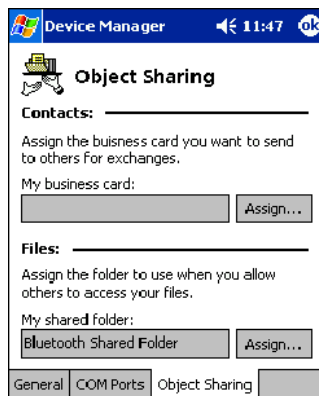 Device Manager 11:47 ok
Object Sharing
Contacts:
Assign the buisness card you want to send
to others for exchanges.
My business card:
Assign...
Files:
Assign the folder to use when you allow
others to access your files.
My shared folder:
Bluetooth Shared Folder Assign...
General COM Ports Object Sharing